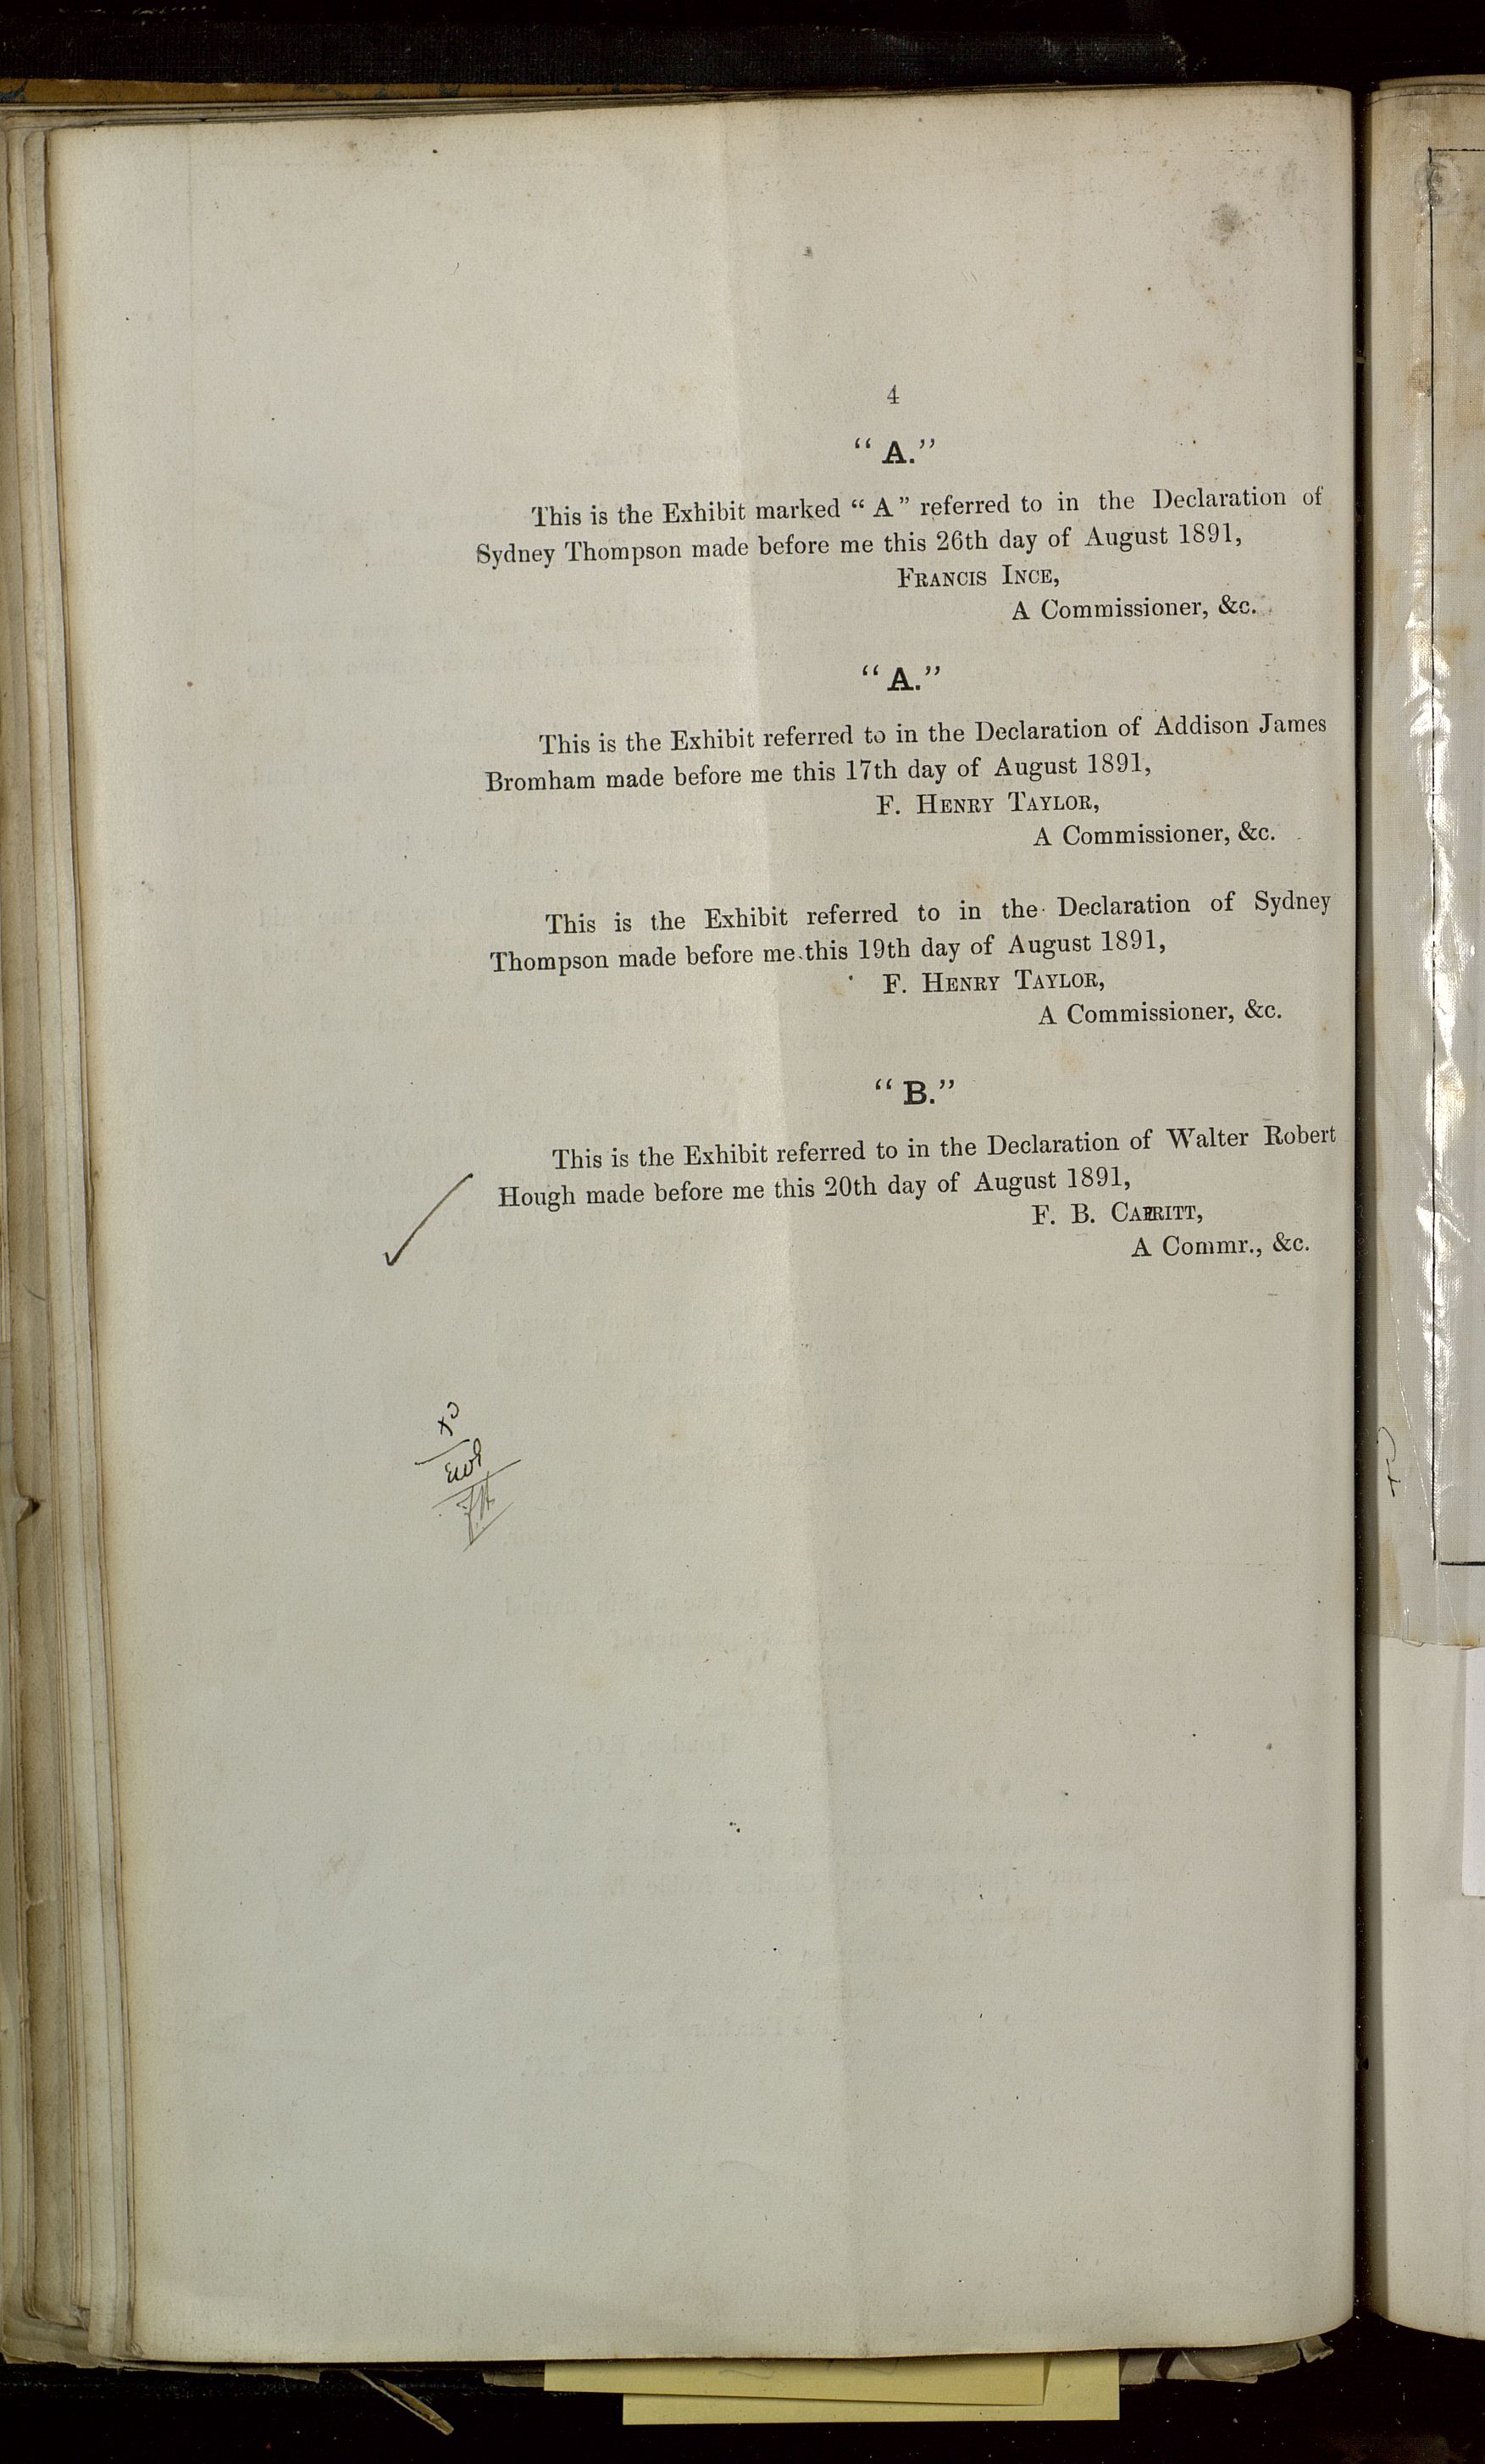 4
“A.”
This is the Exhibit marked “A” referred to in the Declaration of
Sydney Thompson made before me this 26th day of August 1891,
FRANCIS INCE,
A Commissioner, &c.
“A.”
This is the Exhibit referred to in the Declaration of Addison James
Bromham made before me this 17th day of August 1891,
F. HENRY TAYLOR,
A Commissioner, &c.
This is the Exhibit referred to in the Declaration of Sydney
Thompson made before me this 19th day of August 1891,
F. HENRY TAYLOR,
A Commissioner, &c.
“B.”
This is the Exhibit referred to in the Declaration of Walter Robert
Hough made before me this 20th day of August 1891,
F. B.
A Commr., &c.